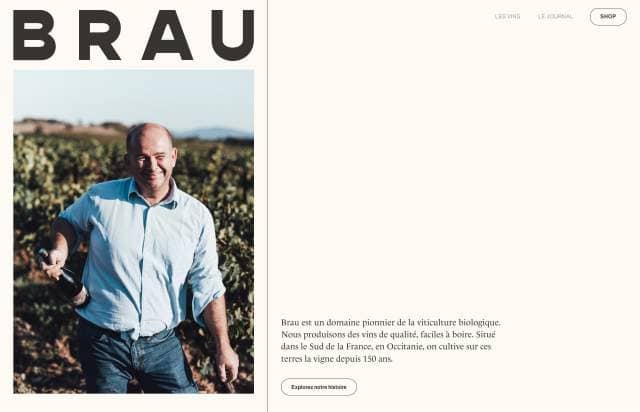 BRAU
LES VINS
LE JOURNAL
SHOP
Brau est un domaine pionnier de la viticulture biologique.
Nous produisons des vins de qualité, faciles à boire. Situé
dans le Sud de la France, en Occitanie, on cultive sur ces
terres la vigne depuis 150 ans.
Explorez notre histoire